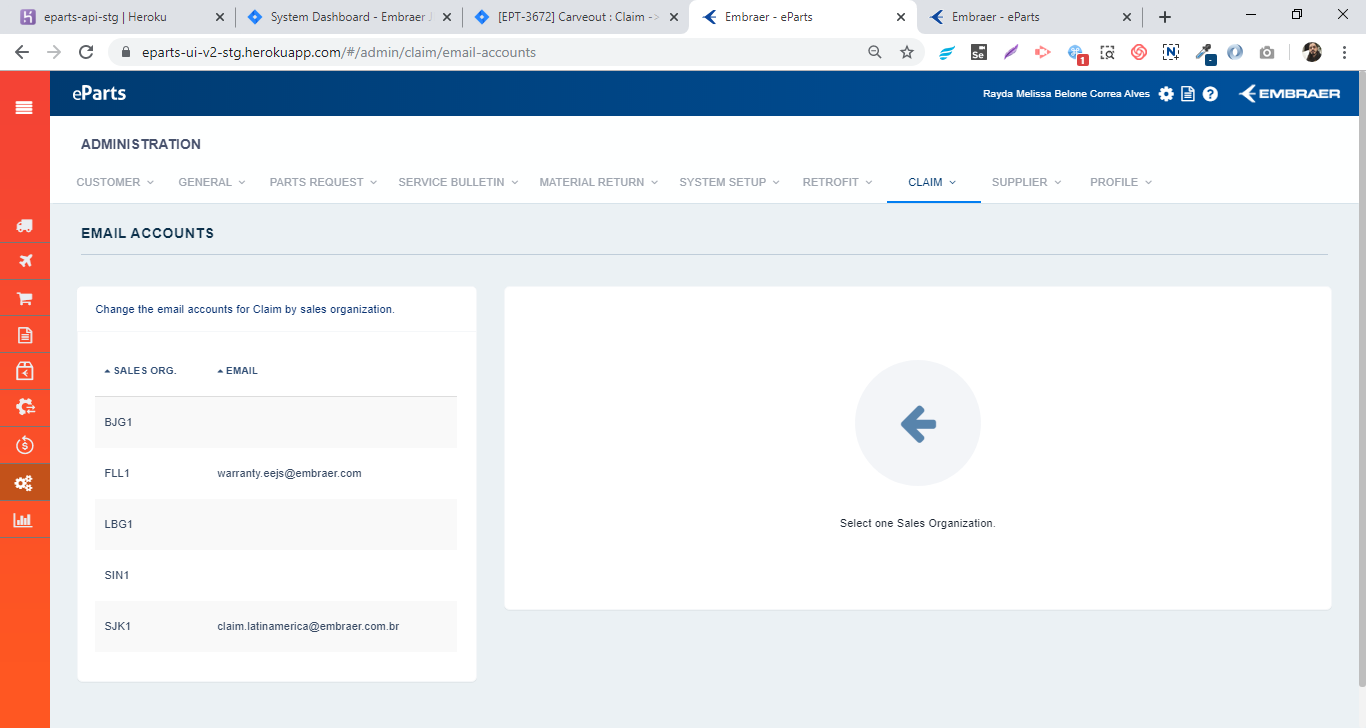 eparts-api-stg | Heroku
System Dashboard - Embraer
[EPT-3672] Carveout : Claim ->
Embraer - eParts
Embraer - eParts
eparts-ui-v2-stg.herokuapp.com/#/admin/claim/email-accounts
Se
1
N
eParts
Rayda Melissa Belone Correa Alves
EMBRAER
ADMINISTRATION
CUSTOMER GENERAL PARTS REQUEST SERVICE BULLETIN MATERIAL RETURN SYSTEM SETUP RETROFIT CLAIM SUPPLIER PROFILE
EMAIL ACCOUNTS
Change the email accounts for Claim by sales organization.
SALES ORG. EMAIL
BJG1
FLL1 warranty.eejs@embraer.com
LBG1
SIN1
SJK1 claim.latinamerica@embraer.com.br
Select one Sales Organization.